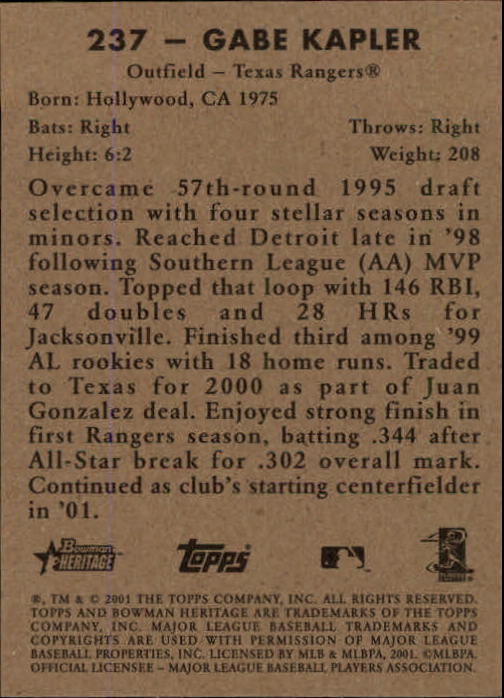 237 – GABE KAPLER
Outfield – Texas Rangers®
Born: Hollywood, CA 1975
Bats: Right Throws: Right
Height: 6:2 Weight: 208
Overcame 57th-round 1995 draft
selection with four stellar seasons in
minors. Reached Detroit late in '98
following Southern League (AA) MVP
season. Topped that loop with 146 RBI,
47 doubles and 28 HRs for
Jacksonville. Finished third among '99
AL rookies with 18 home runs. Traded
to Texas for 2000 as part of Juan
Gonzalez deal. Enjoyed strong finish in
first Rangers season, batting .344 after
All-Star break for .302 overall mark.
Continued as club's starting centerfielder
in '01.
Bowman
HERITAGE
Topps
®, TM & © 2001 THE TOPPS COMPANY, INC. ALL RIGHTS RESERVED.
TOPPS AND BOWMAN HERITAGE ARE TRADEMARKS OF THE TOPPS
COMPANY, INC. MAJOR LEAGUE BASEBALL TRADEMARKS AND
COPYRIGHTS ARE USED WITH PERMISSION OF MAJOR LEAGUE
BASEBALL PROPERTIES, INC. LICENSED BY MLB & MLBPA, 2001. ©MLBPA.
OFFICIAL LICENSEE – MAJOR LEAGUE BASEBALL PLAYERS ASSOCIATION.